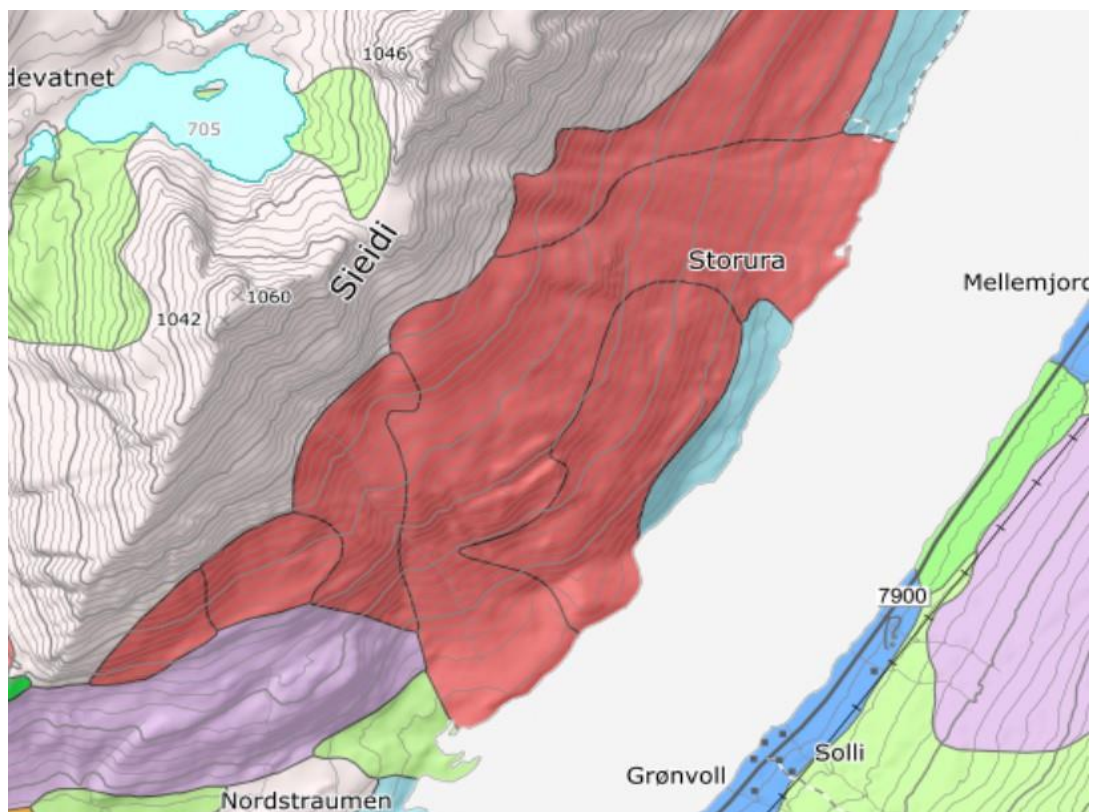 1046
devatnet
705
Sieidi
Storura
Mellemjord
1060
1042
7900
Solli
Grønvoll
Nordstraumen